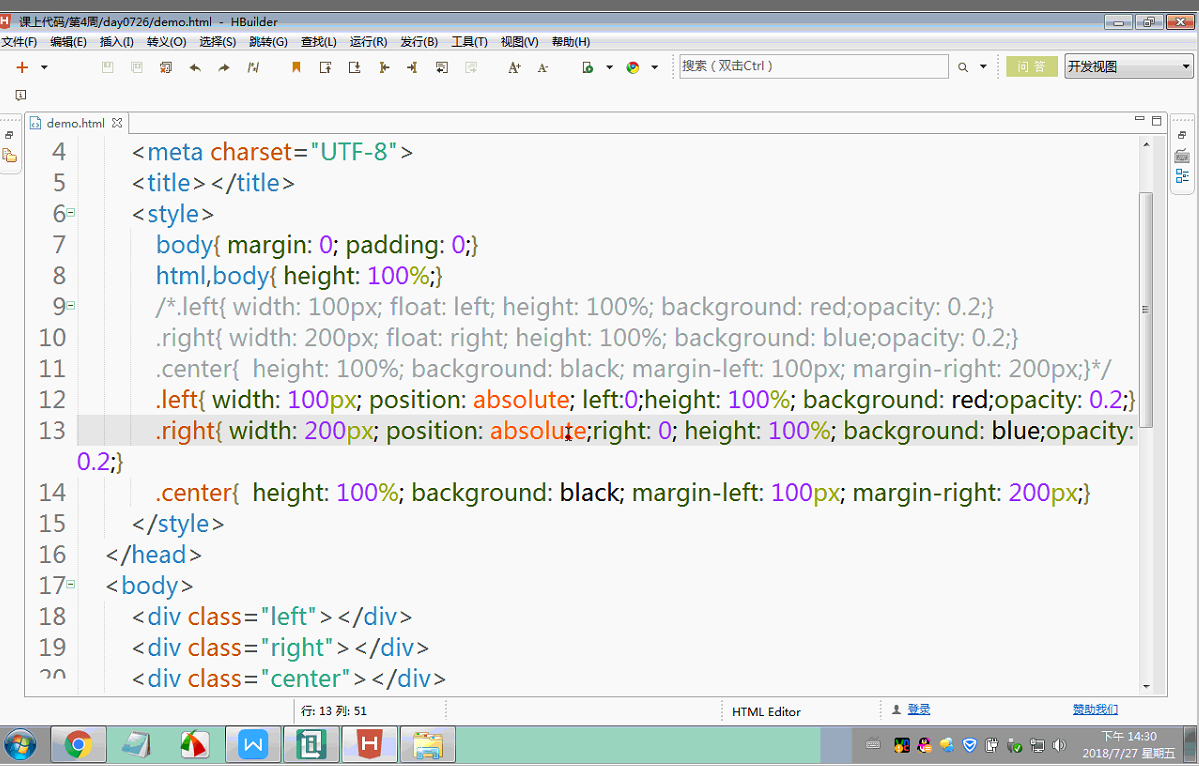 课上代码/第4周/day0726/demo.html - HBuilder
文件(F) 编辑(E) 插入(I) 转义(O) 选择(S) 跳转(G) 查找(L) 运行(R) 发行(B) 工具(T) 视图(V) 帮助(H)
搜索（双击Ctrl） 问 答 开发视图
demo.html
4 <meta charset="UTF-8">
5 <title></title>
6 <style>
7 body{ margin: 0; padding: 0;}
8 html,body{ height: 100%;}
9 /*.left{ width: 100px; float: left; height: 100%; background: red;opacity: 0.2;}
10 .right{ width: 200px; float: right; height: 100%; background: blue;opacity: 0.2;}
11 .center{  height: 100%; background: black; margin-left: 100px; margin-right: 200px;}*/
12 .left{ width: 100px; position: absolute; left:0;height: 100%; background: red;opacity: 0.2;}
13 .right{ width: 200px; position: absolute;right: 0; height: 100%; background: blue;opacity:
0.2;}
14 .center{  height: 100%; background: black; margin-left: 100px; margin-right: 200px;}
15 </style>
16 </head>
17 <body>
18 <div class="left"></div>
19 <div class="right"></div>
20 <div class="center"></div>
行: 13 列: 51 HTML Editor 登录 赞助我们
下午 14:30
2018/7/27 星期五